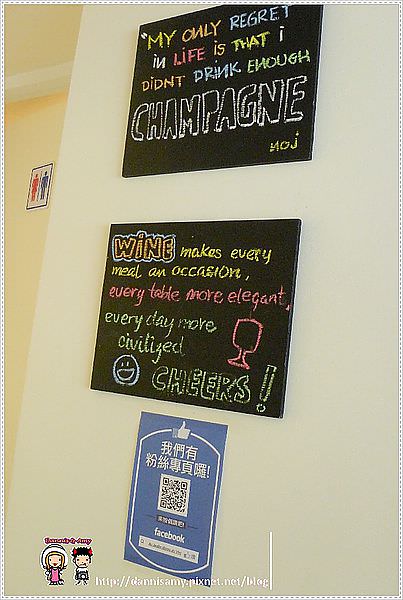 "MY ONLY REGRET
IN LIFE IS THAT I
DIDNT DRINK ENOUGH
CHAMPAGNE
WINE makes every
meal an occasion,
every table more elegant,
every day more
civilized
CHEERS!
我們有
粉絲專頁囉!
facebook
Dannis & Amy
http://dannisamy.pixnet.net/blog